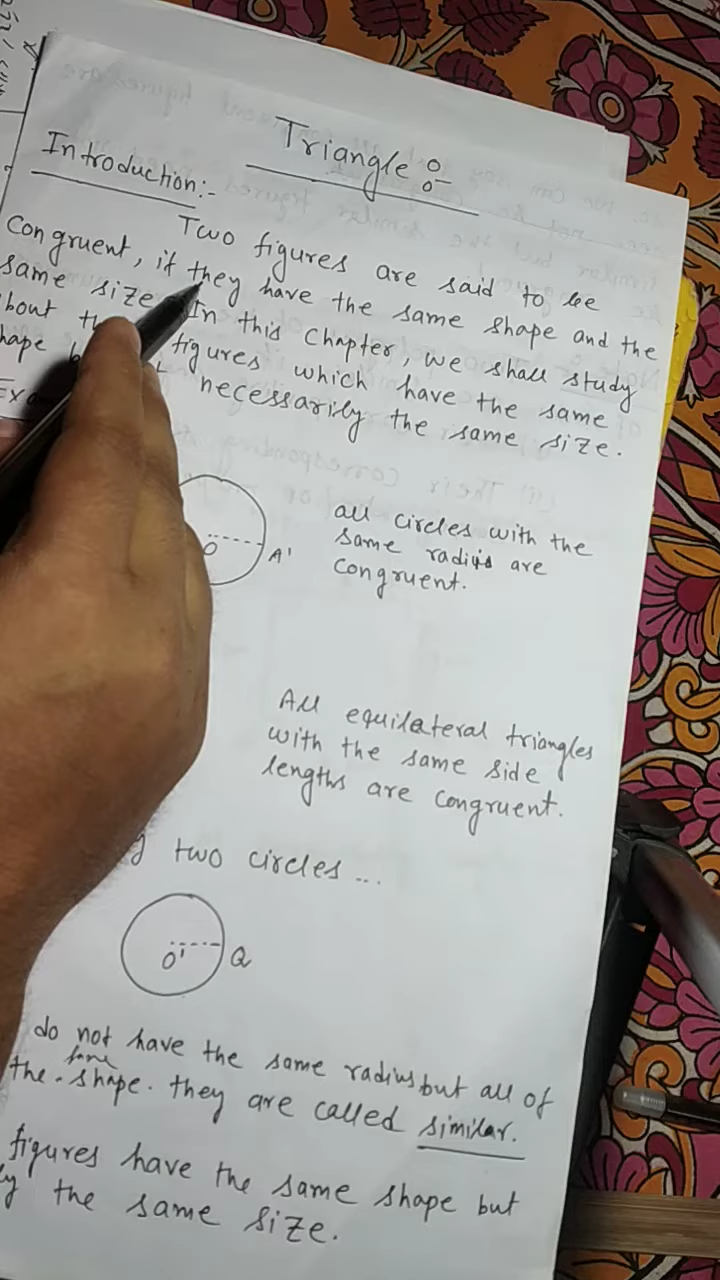 Triangle :-
Introduction:-
Two figures are said to be
Congruent, if they have the same shape and the
same size In this Chapter, we shall study
figures which have the same
necessarily the same size.
O A'
all circles with the
same radius are
Congruent.
All equilateral triangles
with the same side
lengths are congruent.
two circles ...
O' Q
do not have the same radius but all of
the same shape. they are called similar.
figures have the same shape but
the same size.